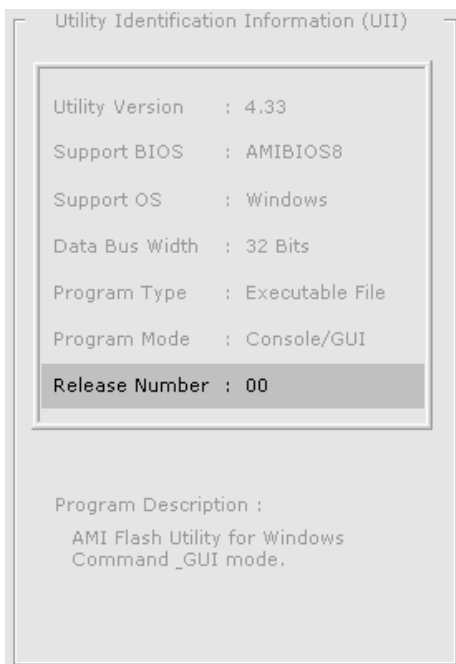 Utility Identification Information (UII)
Utility Version : 4.33
Support BIOS : AMIBIOS8
Support OS : Windows
Data Bus Width : 32 Bits
Program Type : Executable File
Program Mode : Console/GUI
Release Number : 00
Program Description :
AMI Flash Utility for Windows
Command _GUI mode.